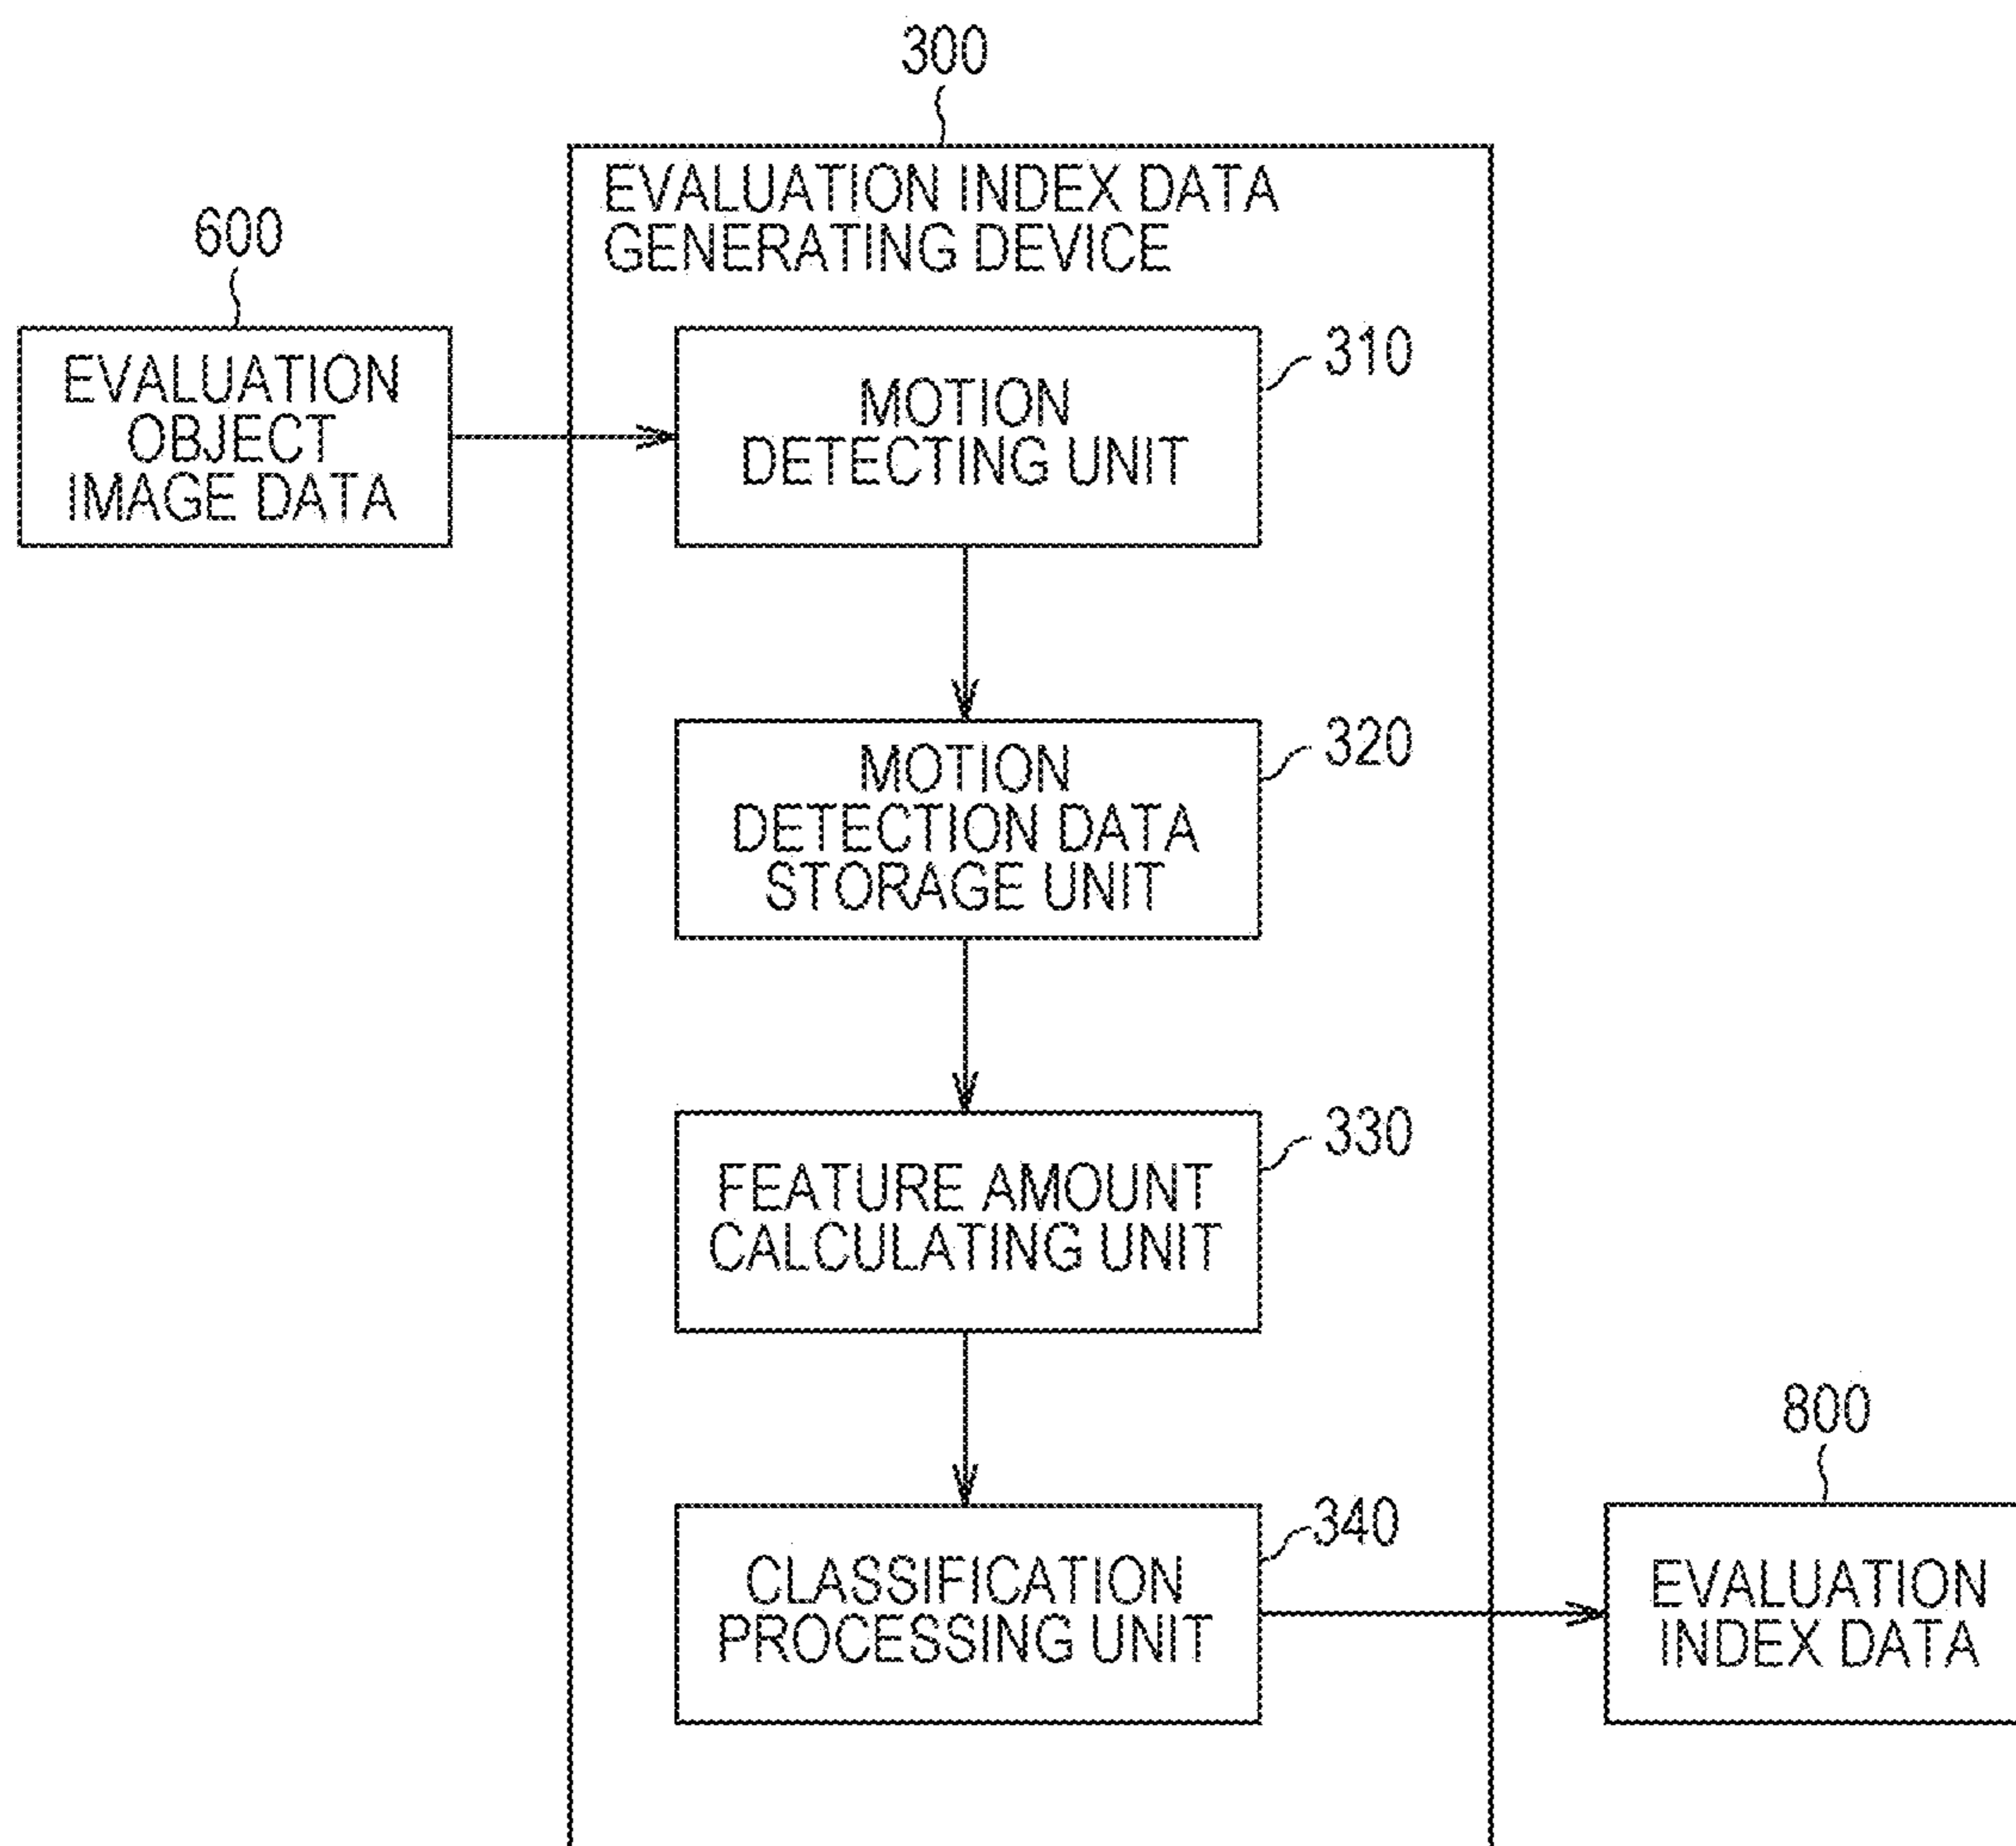 300
EVALUATION INDEX DATA
GENERATING DEVICE
600
EVALUATION
OBJECT
IMAGE DATA
310
MOTION
DETECTING UNIT
320
MOTION
DETECTION DATA
STORAGE UNIT
330
FEATURE AMOUNT
CALCULATING UNIT
340
CLASSIFICATION
PROCESSING UNIT
800
EVALUATION
INDEX DATA